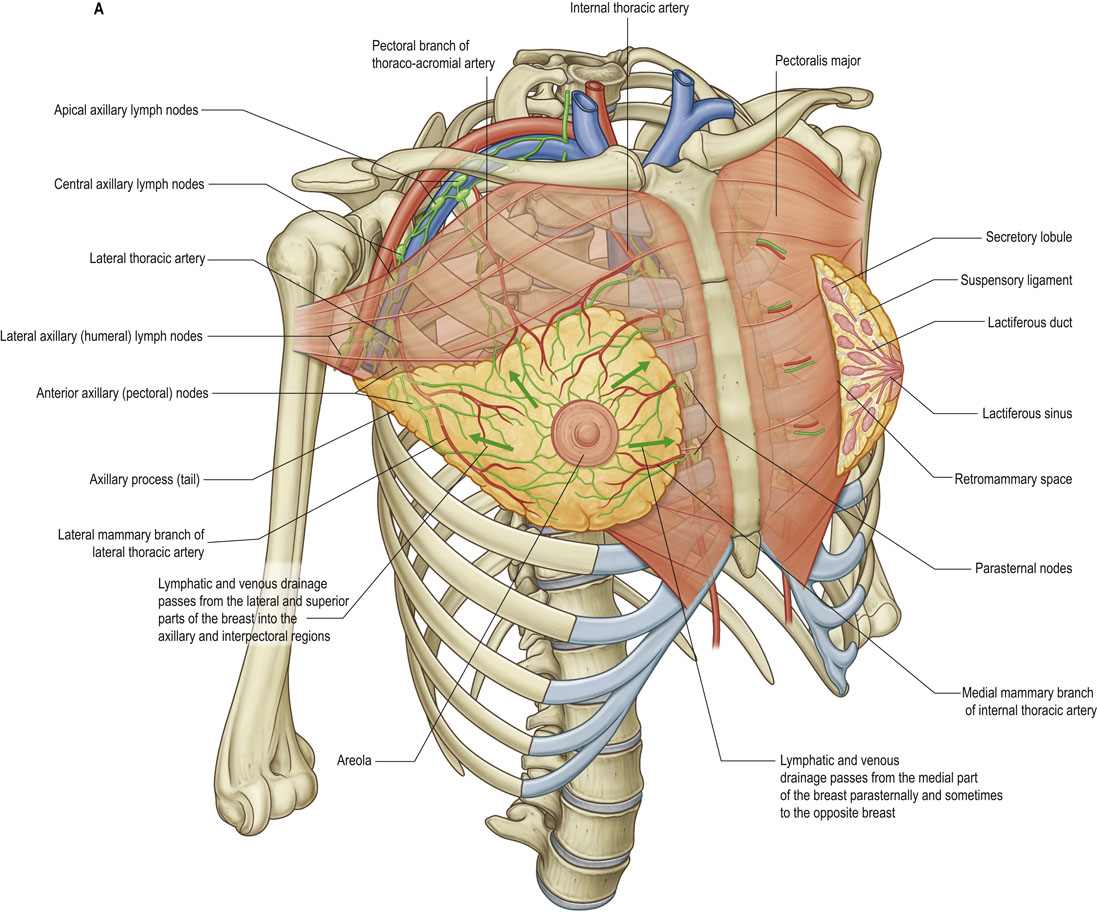 A
Internal thoracic artery
Pectoral branch of
thoraco-acromial artery
Pectoralis major
Apical axillary lymph nodes
Central axillary lymph nodes
Lateral thoracic artery
Lateral axillary (humeral) lymph nodes
Anterior axillary (pectoral) nodes
Axillary process (tail)
Lateral mammary branch of
lateral thoracic artery
Lymphatic and venous drainage
passes from the lateral and superior
parts of the breast into the
axillary and interpectoral regions
Areola
Secretory lobule
Suspensory ligament
Lactiferous duct
Lactiferous sinus
Retromammary space
Parasternal nodes
Medial mammary branch
of internal thoracic artery
Lymphatic and venous
drainage passes from the medial part
of the breast parasternally and sometimes
to the opposite breast